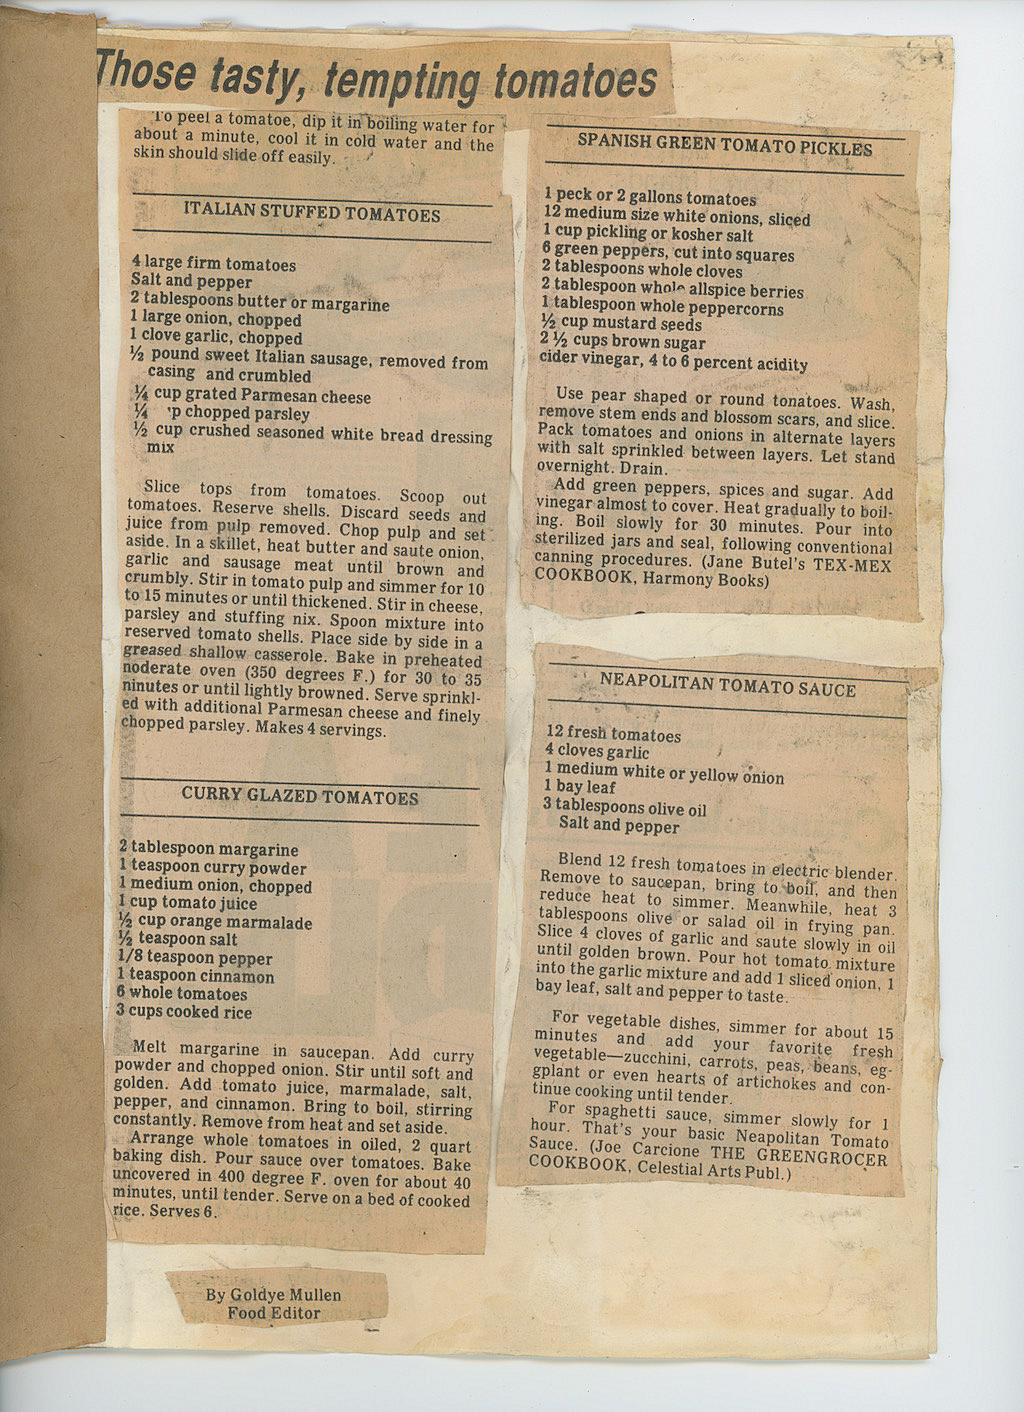 Those tasty, tempting tomatoes
To peel a tomatoe, dip it in boiling water for
about a minute, cool it in cold water and the
skin should slide off easily.
ITALIAN STUFFED TOMATOES
4 large firm tomatoes
Salt and pepper
2 tablespoons butter or margarine
1 large onion, chopped
1 clove garlic, chopped
½ pound sweet Italian sausage, removed from
casing and crumbled
¼ cup grated Parmesan cheese
¼ 'p chopped parsley
½ cup crushed seasoned white bread dressing
mix
Slice tops from tomatoes. Scoop out
tomatoes. Reserve shells. Discard seeds and
juice from pulp removed. Chop pulp and set
aside. In a skillet, heat butter and saute onion,
garlic and sausage meat until brown and
crumbly. Stir in tomato pulp and simmer for 10
to 15 minutes or until thickened. Stir in cheese,
parsley and stuffing nix. Spoon mixture into
reserved tomato shells. Place side by side in a
greased shallow casserole. Bake in preheated
noderate oven (350 degrees F.) for 30 to 35
minutes or until lightly browned. Serve sprinkl-
ed with additional Parmesan cheese and finely
chopped parsley. Makes 4 servings.
CURRY GLAZED TOMATOES
2 tablespoon margarine
1 teaspoon curry powder
1 medium onion, chopped
1 cup tomato juice
½ cup orange marmalade
½ teaspoon salt
1/8 teaspoon pepper
1 teaspoon cinnamon
6 whole tomatoes
3 cups cooked rice
Melt margarine in saucepan. Add curry
powder and chopped onion. Stir until soft and
golden. Add tomato juice, marmalade, salt,
pepper, and cinnamon. Bring to boil, stirring
constantly. Remove from heat and set aside.
Arrange whole tomatoes in oiled, 2 quart
baking dish. Pour sauce over tomatoes. Bake
uncovered in 400 degree F. oven for about 40
minutes, until tender. Serve on a bed of cooked
rice. Serves 6.
By Goldye Mullen
Food Editor
SPANISH GREEN TOMATO PICKLES
1 peck or 2 gallons tomatoes
12 medium size white onions, sliced
1 cup pickling or kosher salt
6 green peppers, cut into squares
2 tablespoons whole cloves
2 tablespoon whole allspice berries
1 tablespoon whole peppercorns
½ cup mustard seeds
2 ½ cups brown sugar
cider vinegar, 4 to 6 percent acidity
Use pear shaped or round tonatoes. Wash,
remove stem ends and blossom scars, and slice.
Pack tomatoes and onions in alternate layers
with salt sprinkled between layers. Let stand
overnight. Drain.
Add green peppers, spices and sugar. Add
vinegar almost to cover. Heat gradually to boil-
ing. Boil slowly for 30 minutes. Pour into
sterilized jars and seal, following conventional
canning procedures. (Jane Butel's TEX-MEX
COOKBOOK, Harmony Books)
NEAPOLITAN TOMATO SAUCE
12 fresh tomatoes
4 cloves garlic
1 medium white or yellow onion
1 bay leaf
3 tablespoons olive oil
Salt and pepper
Blend 12 fresh tomatoes in electric blender.
Remove to saucepan, bring to boil, and then
reduce heat to simmer. Meanwhile, heat 3
tablespoons olive or salad oil in frying pan.
Slice 4 cloves of garlic and saute slowly in oil
until golden brown. Pour hot tomato mixture
into the garlic mixture and add 1 sliced onion, 1
bay leaf, salt and pepper to taste.
For vegetable dishes, simmer for about 15
minutes and add your favorite fresh
vegetable—zucchini, carrots, peas, beans, eg-
gplant or even hearts of artichokes and con-
tinue cooking until tender.
For spaghetti sauce, simmer slowly for 1
hour. That's your basic Neapolitan Tomato
Sauce. (Joe Carcione THE GREENGROCER
COOKBOOK, Celestial Arts Publ.)